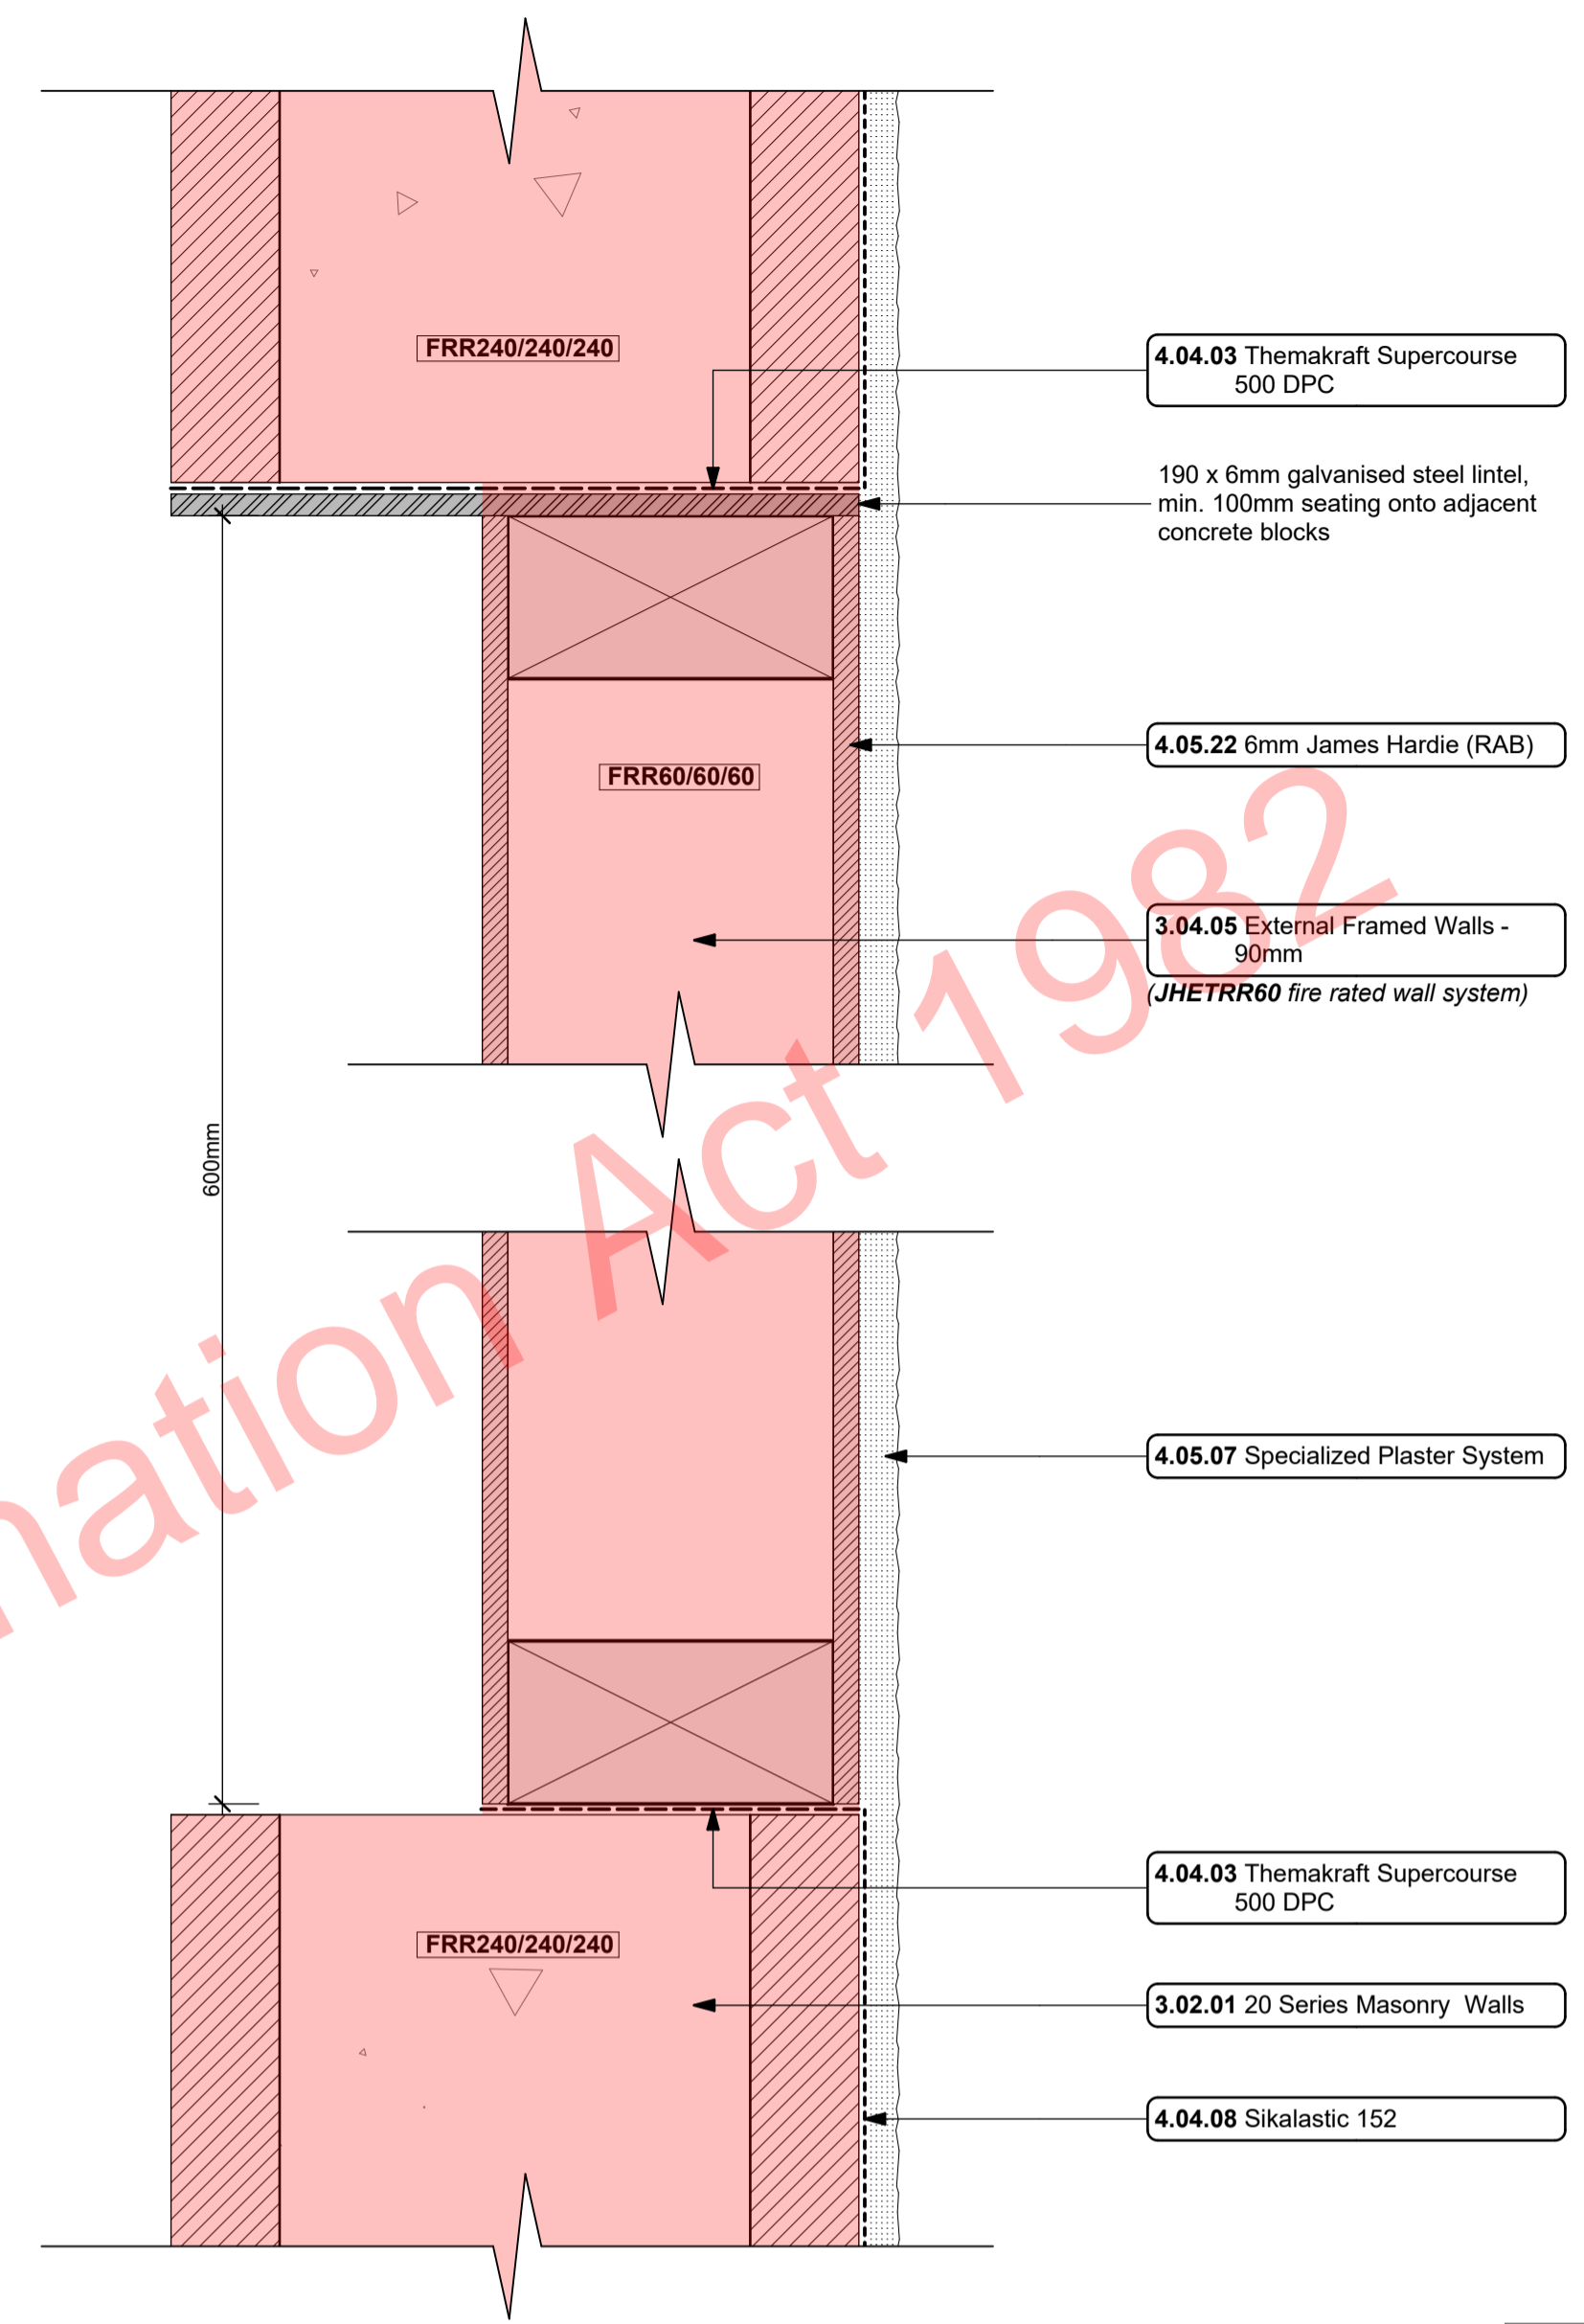 FRR240/240/240
4.04.03 Themakraft Supercourse
500 DPC
190 x 6mm galvanised steel lintel,
min. 100mm seating onto adjacent
concrete blocks
4.05.22 6mm James Hardie (RAB)
FRR60/60/60
3.04.05 External Framed Walls -
90mm
(JHETRR60 fire rated wall system)
600mm
mation Act 1982
4.05.07 Specialized Plaster System
4.04.03 Themakraft Supercourse
500 DPC
FRR240/240/240
3.02.01 20 Series Masonry Walls
4.04.08 Sikalastic 152